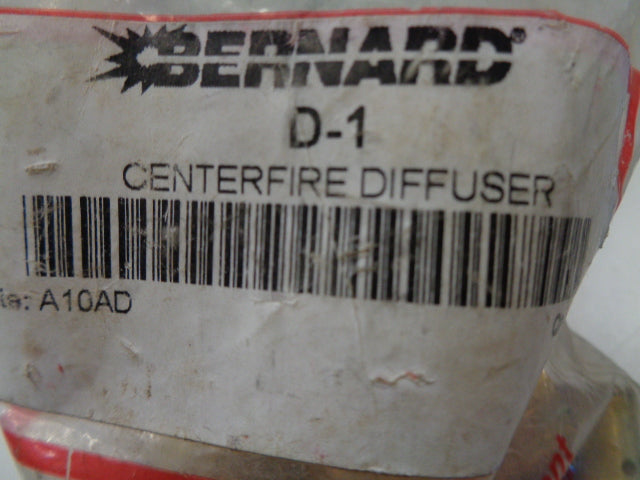 BERNARD®
D-1
CENTERFIRE DIFFUSER
A10AD